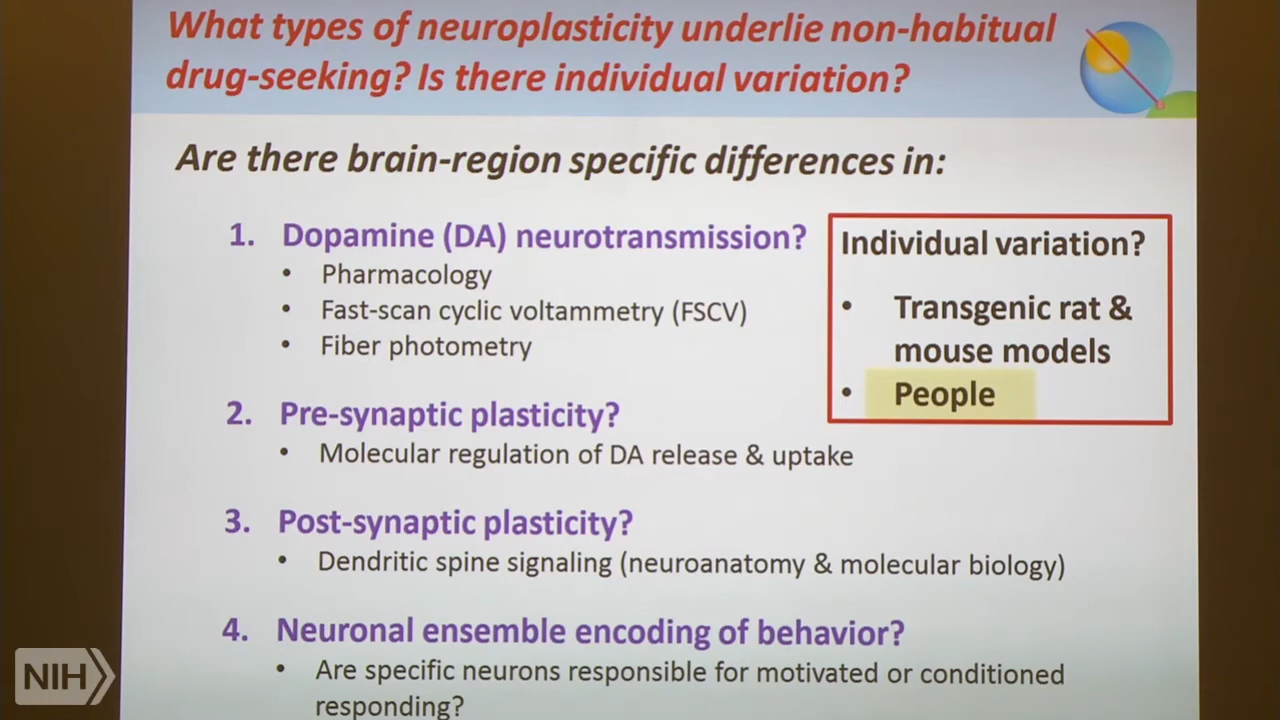 What types of neuroplasticity underlie non-habitual
drug-seeking? Is there individual variation?
Are there brain-region specific differences in:
1. Dopamine (DA) neurotransmission?
• Pharmacology
• Fast-scan cyclic voltammetry (FSCV)
• Fiber photometry
Individual variation?
• Transgenic rat &
mouse models
• People
2. Pre-synaptic plasticity?
• Molecular regulation of DA release & uptake
3. Post-synaptic plasticity?
• Dendritic spine signaling (neuroanatomy & molecular biology)
4. Neuronal ensemble encoding of behavior?
• Are specific neurons responsible for motivated or conditioned
responding?
NIH